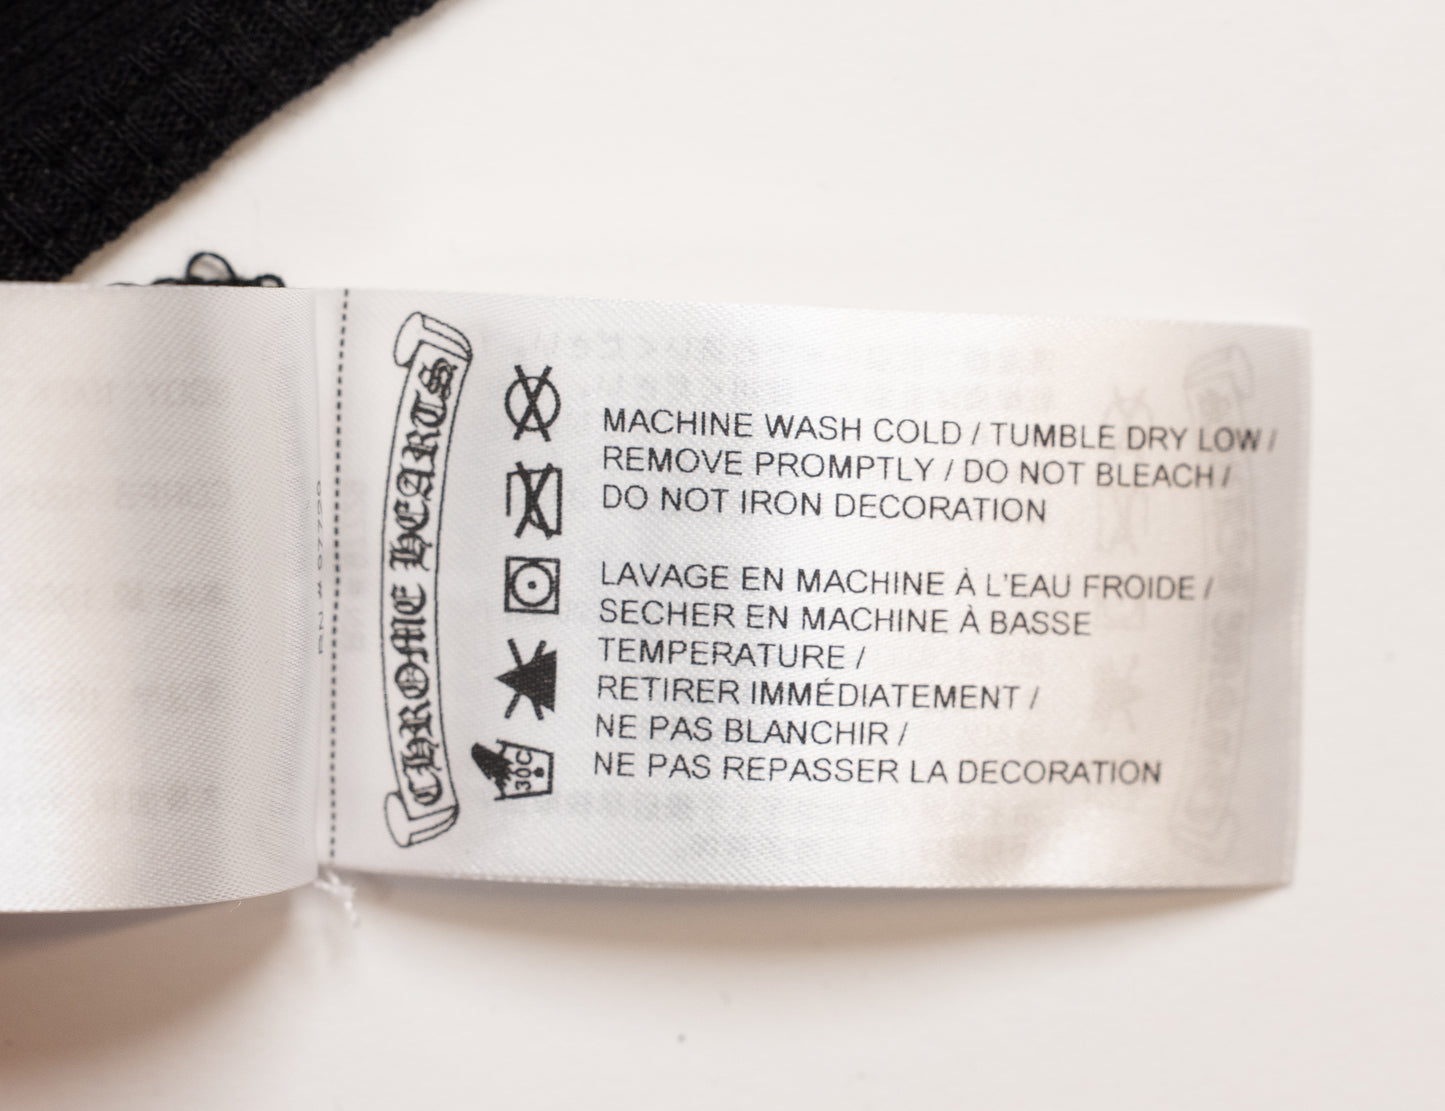 CHROME HEARTS
MACHINE WASH COLD / TUMBLE DRY LOW /
REMOVE PROMPTLY / DO NOT BLEACH /
DO NOT IRON DECORATION
LAVAGE EN MACHINE À L'EAU FROIDE /
SECHER EN MACHINE À BASSE
TEMPERATURE /
RETIRER IMMÉDIATEMENT /
NE PAS BLANCHIR /
NE PAS REPASSER LA DECORATION
30C
RN #